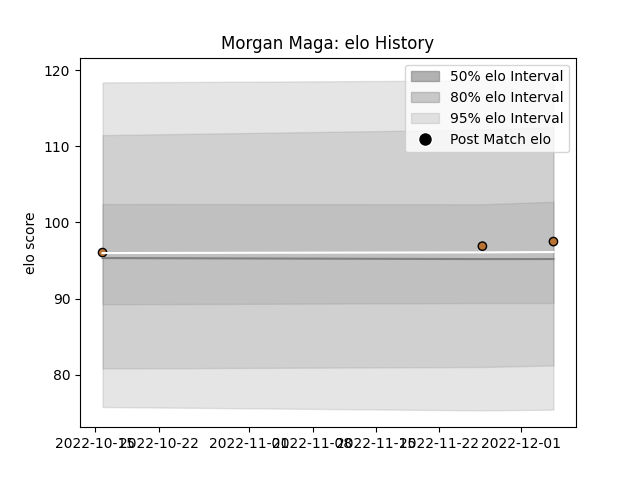 Morgan Maga: elo History
120
110
100
90
80
elo score
50% elo Interval
80% elo Interval
95% elo Interval
Post Match elo
2022-10-15
2022-10-22
2022-11-01
2022-11-08
2022-11-15
2022-11-22
2022-12-01